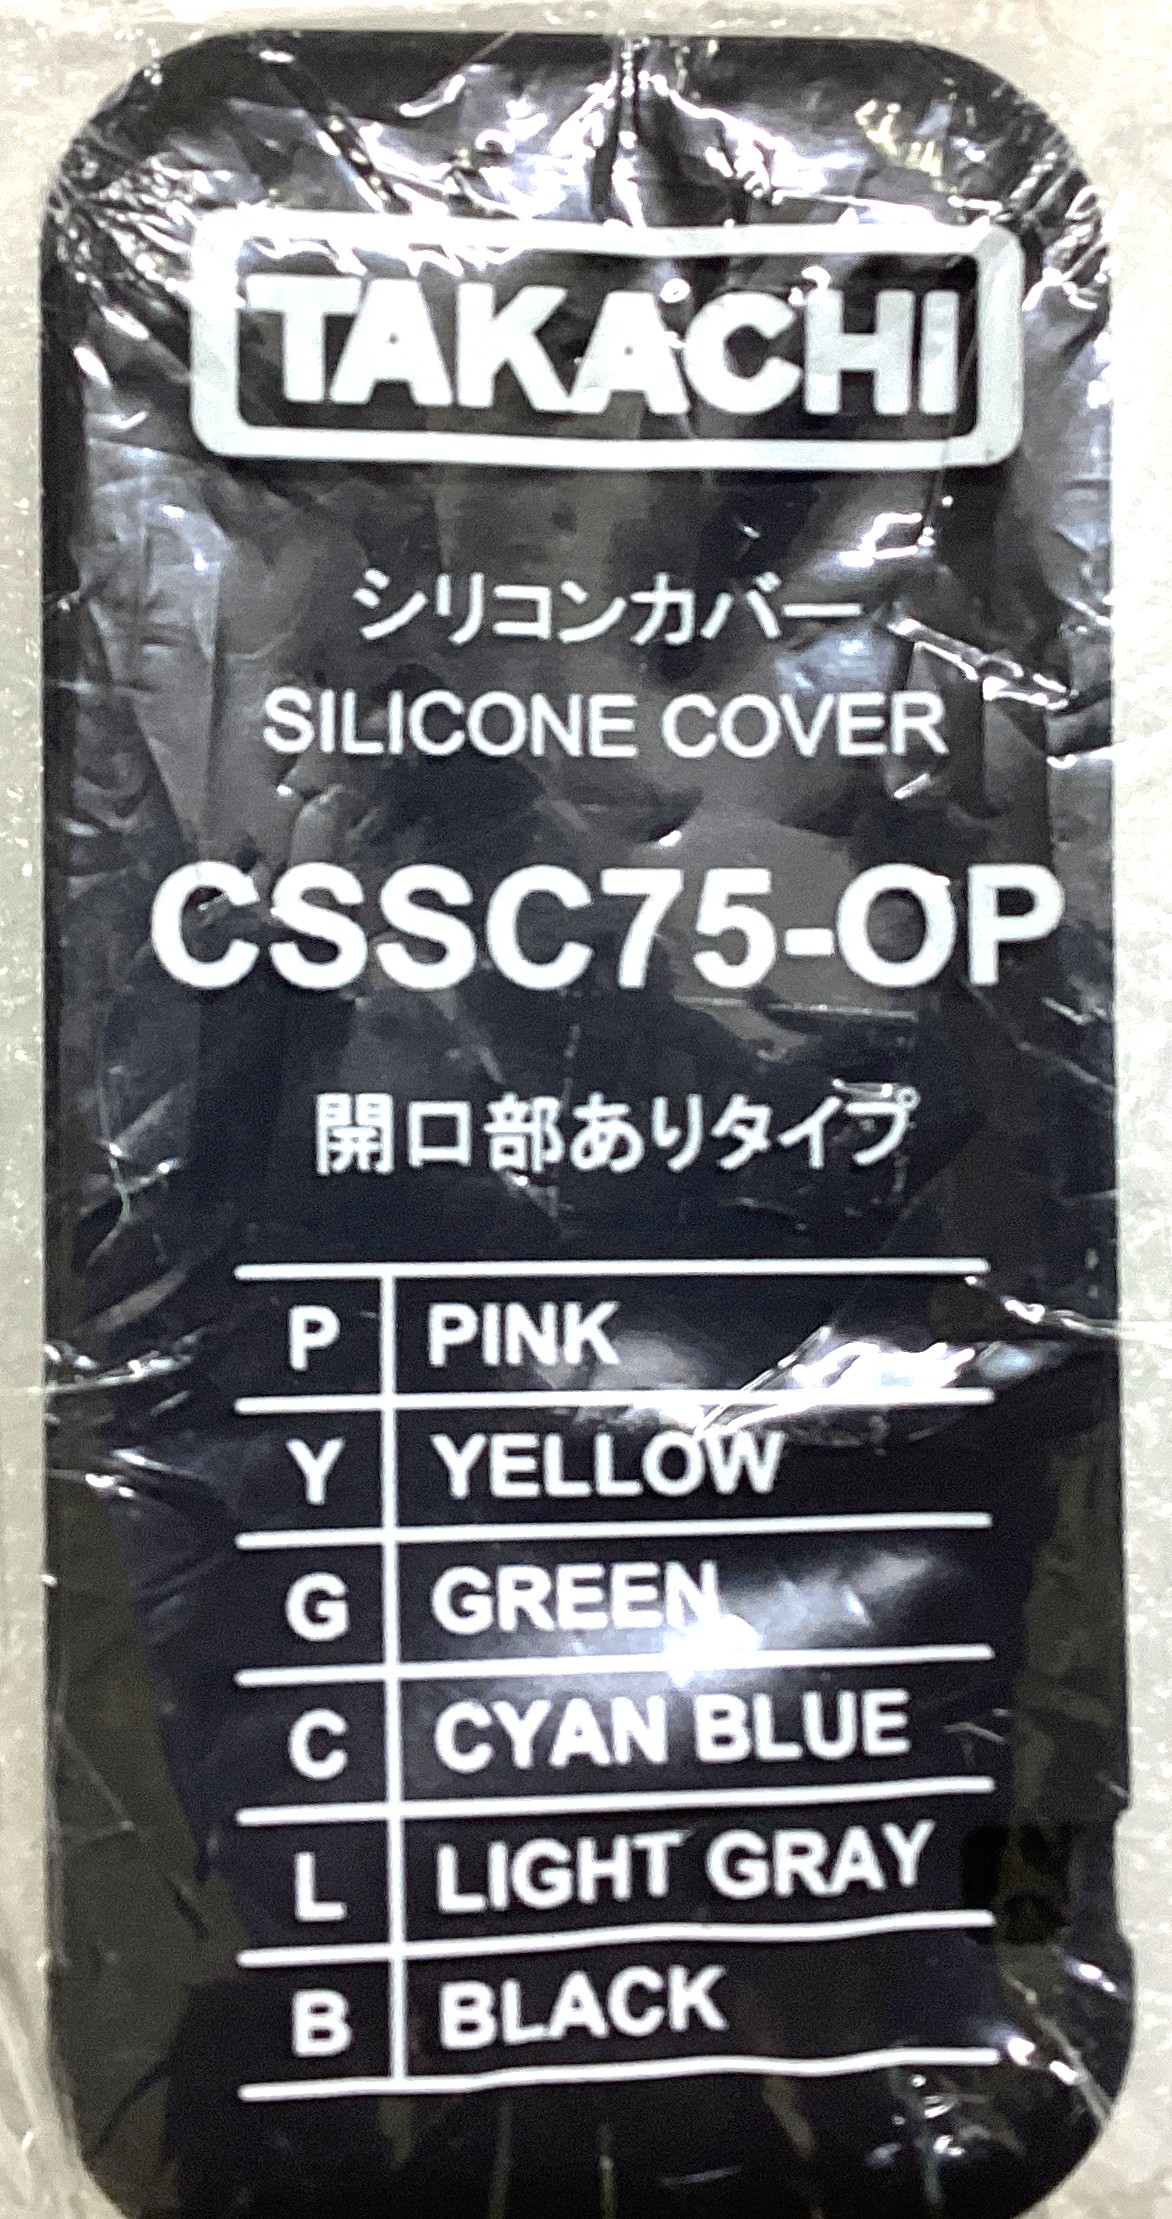 TAKACHI
シリコンカバー
SILICONE COVER
CSSC75-OP
開口部ありタイプ
P PINK
Y YELLOW
G GREEN
C CYAN BLUE
L LIGHT GRAY
B BLACK